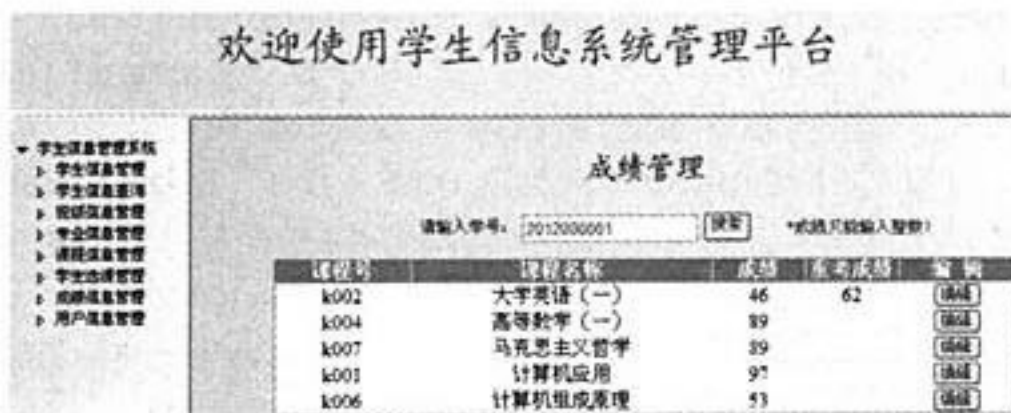 欢迎使用学生信息系统管理平台
学生信息管理系统
学生信息管理
学生信息查询
班级信息管理
专业信息管理
课程信息管理
学生选课管理
成绩信息管理
用户信息管理
成绩管理
请输入学号: 2012000001 搜索 *成绩只能输入整数!
课程号 课程名称 成绩 重考成绩 编 辑
k002 大学英语（一） 46 62 编辑
k004 高等数学（一） 89 编辑
k007 马克思主义哲学 89 编辑
k001 计算机应用 97 编辑
k006 计算机组成原理 53 编辑